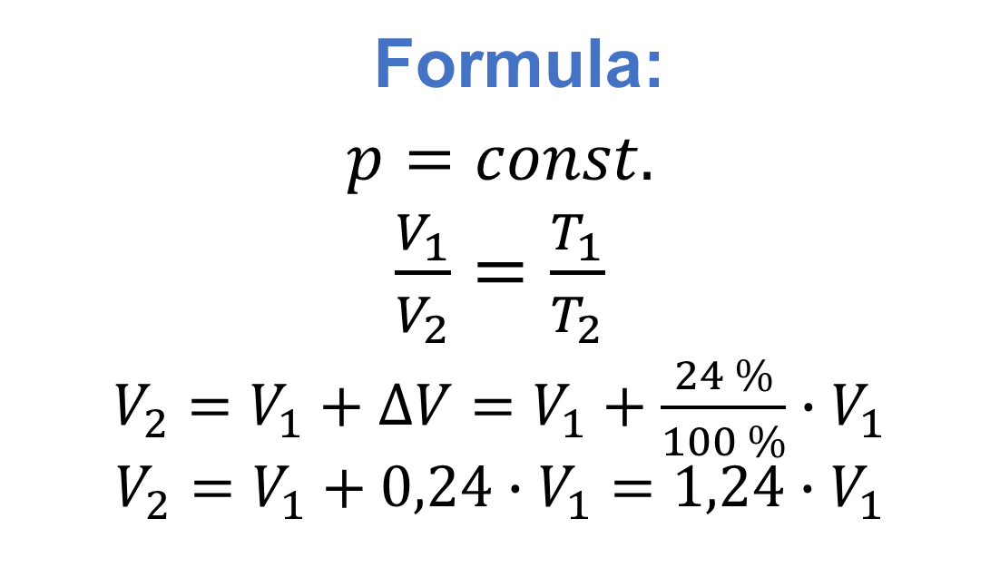 Formula:
p = const.
V₁/V₂ = T₁/T₂
V₂ = V₁ + ΔV = V₁ + 24 %/100 % · V₁
V₂ = V₁ + 0,24 · V₁ = 1,24 · V₁